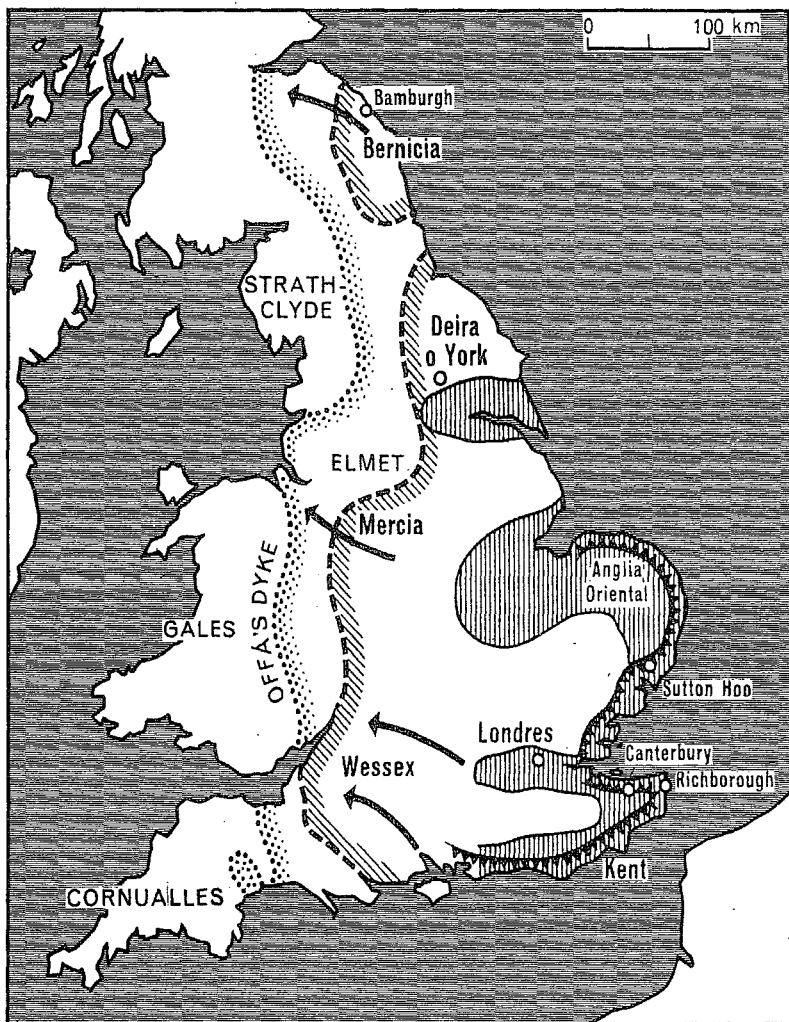 0 100 km
Bamburgh
Bernicia
STRATH-
CLYDE
Deira
o York
ELMET
Mercia
Anglia
Oriental
OFFA'S DYKE
GALES
Sutton Hoo
Londres
Canterbury
Richborough
Wessex
Kent
CORNUALLES